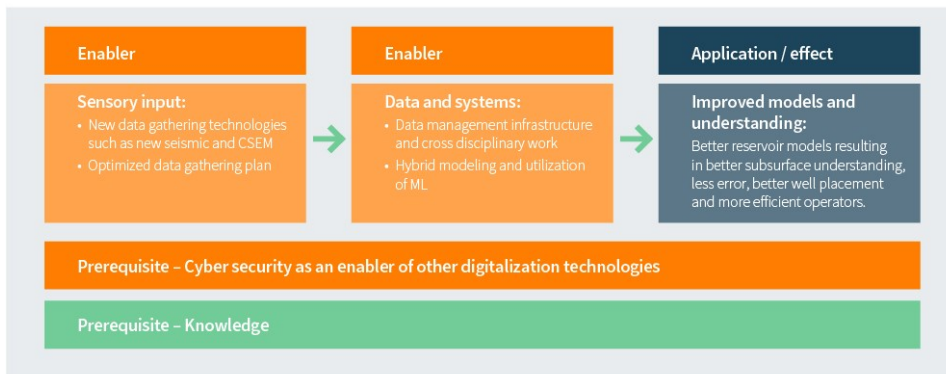 Enabler
Sensory input:
• New data gathering technologies
such as new seismic and CSEM
• Optimized data gathering plan
Enabler
Data and systems:
• Data management infrastructure
and cross disciplinary work
• Hybrid modeling and utilization
of ML
Application / effect
Improved models and
understanding:
Better reservoir models resulting
in better subsurface understanding,
less error, better well placement
and more efficient operators.
Prerequisite – Cyber security as an enabler of other digitalization technologies
Prerequisite – Knowledge